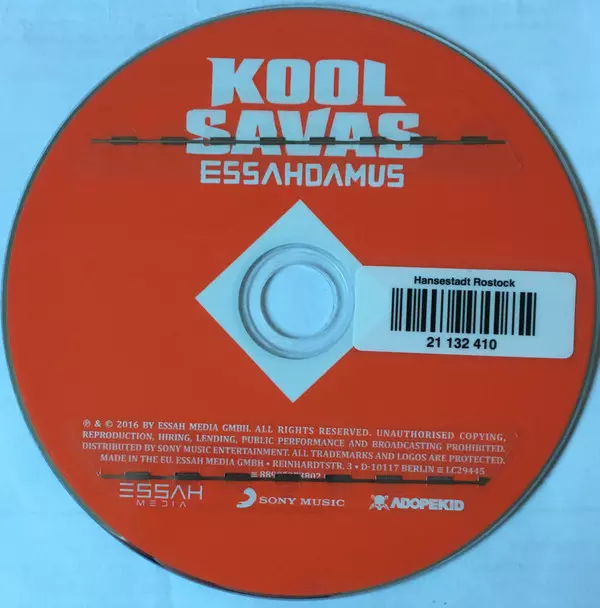 KOOL
SAVAS
ESSAHDAMUS
Hansestadt Rostock
21 132 410
℗ & © 2016 BY ESSAH MEDIA GMBH. ALL RIGHTS RESERVED. UNAUTHORISED COPYING,
REPRODUCTION, HIRING, LENDING, PUBLIC PERFORMANCE AND BROADCASTING PROHIBITED.
DISTRIBUTED BY SONY MUSIC ENTERTAINMENT. ALL TRADEMARKS AND LOGOS ARE PROTECTED.
MADE IN THE EU. ESSAH MEDIA GMBH • REINHARDTSTR. 3 • D-10117 BERLIN ≡ LC29445
ESSAH
MEDIA
SONY MUSIC
ADOPEKID